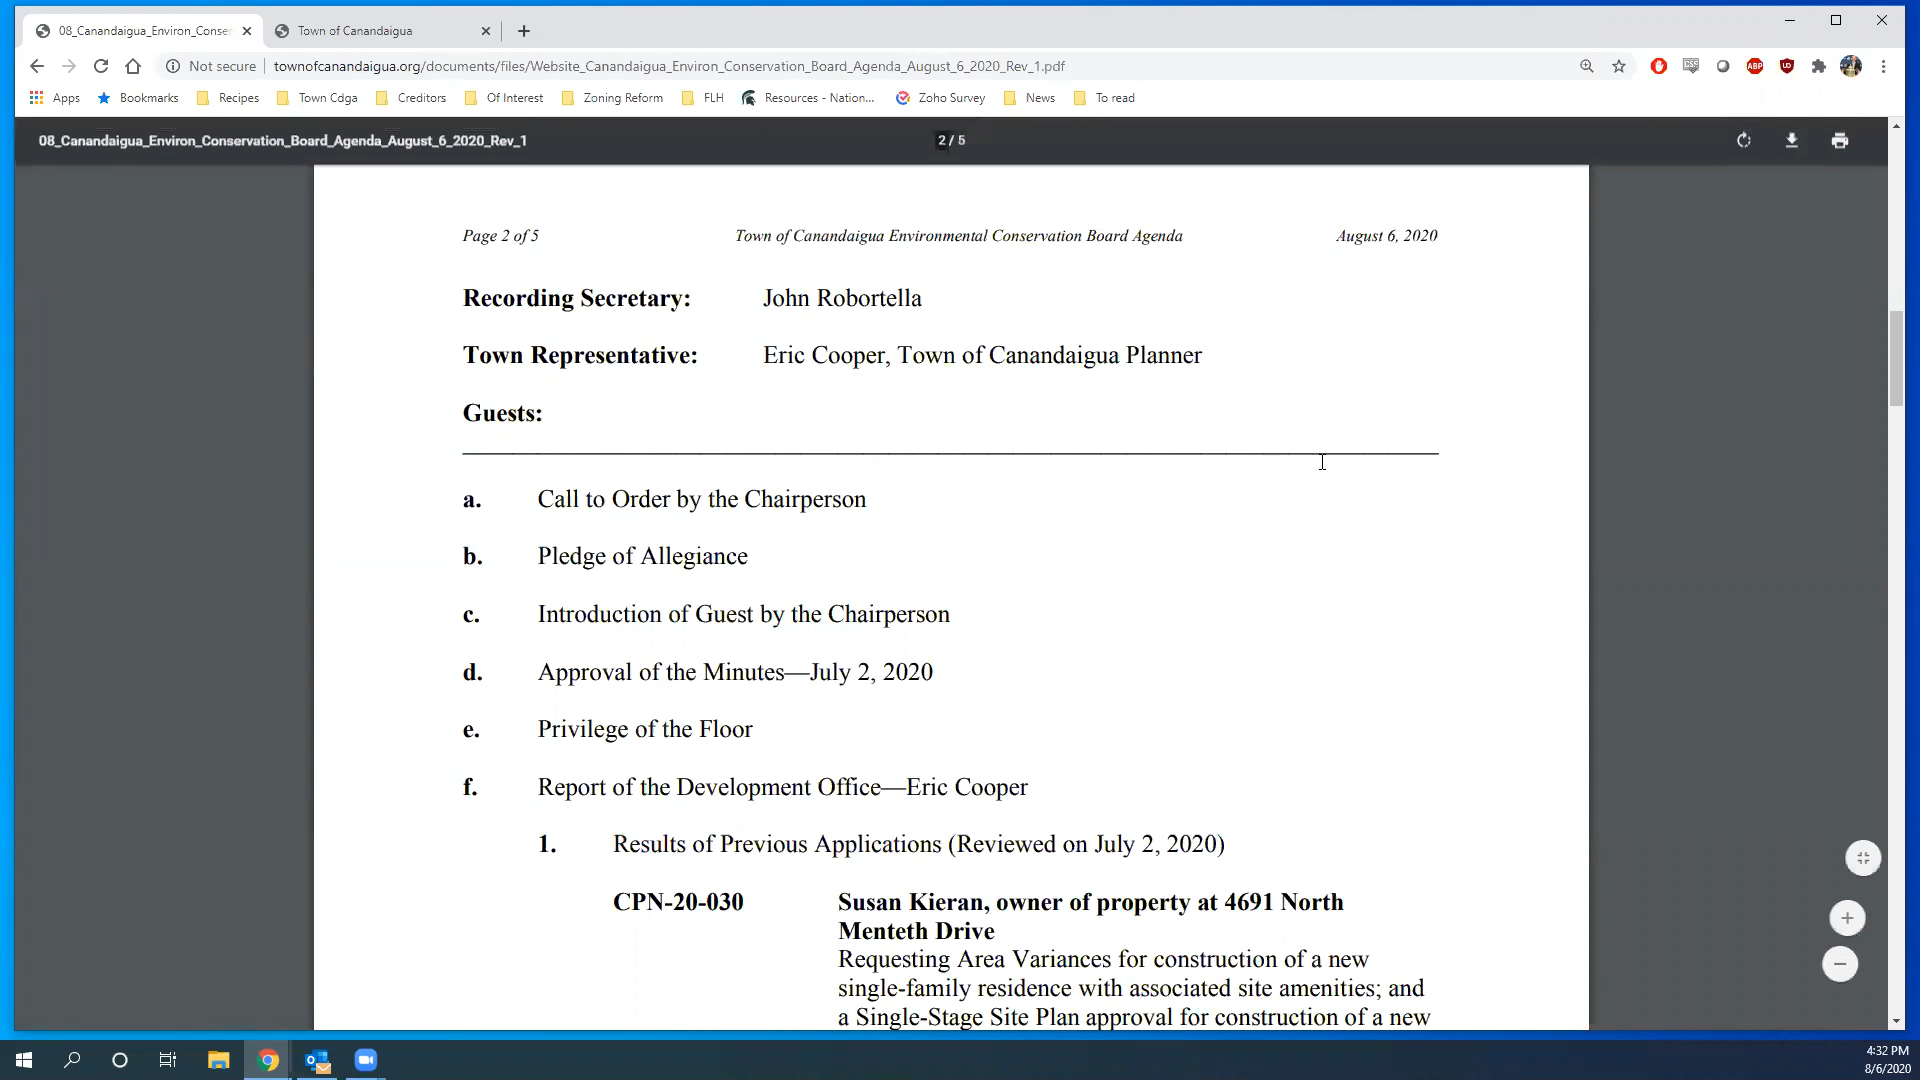 08_Canandaigua_Environ_Conser
Town of Canandaigua
Not secure
townofcanandaigua.org/documents/files/Website_Canandaigua_Environ_Conservation_Board_Agenda_August_6_2020_Rev_1.pdf
ABP
Apps
Bookmarks
Recipes
Town Cdga
Creditors
Of Interest
Zoning Reform
FLH
Resources - Nation...
Zoho Survey
News
To read
08_Canandaigua_Environ_Conservation_Board_Agenda_August_6_2020_Rev_1
2 / 5
Page 2 of 5 Town of Canandaigua Environmental Conservation Board Agenda August 6, 2020
Recording Secretary: John Robortella
Town Representative: Eric Cooper, Town of Canandaigua Planner
Guests:
a. Call to Order by the Chairperson
b. Pledge of Allegiance
c. Introduction of Guest by the Chairperson
d. Approval of the Minutes—July 2, 2020
e. Privilege of the Floor
f. Report of the Development Office—Eric Cooper
1. Results of Previous Applications (Reviewed on July 2, 2020)
CPN-20-030 Susan Kieran, owner of property at 4691 North
Menteth Drive
Requesting Area Variances for construction of a new
single-family residence with associated site amenities; and
a Single-Stage Site Plan approval for construction of a new
4:32 PM
8/6/2020